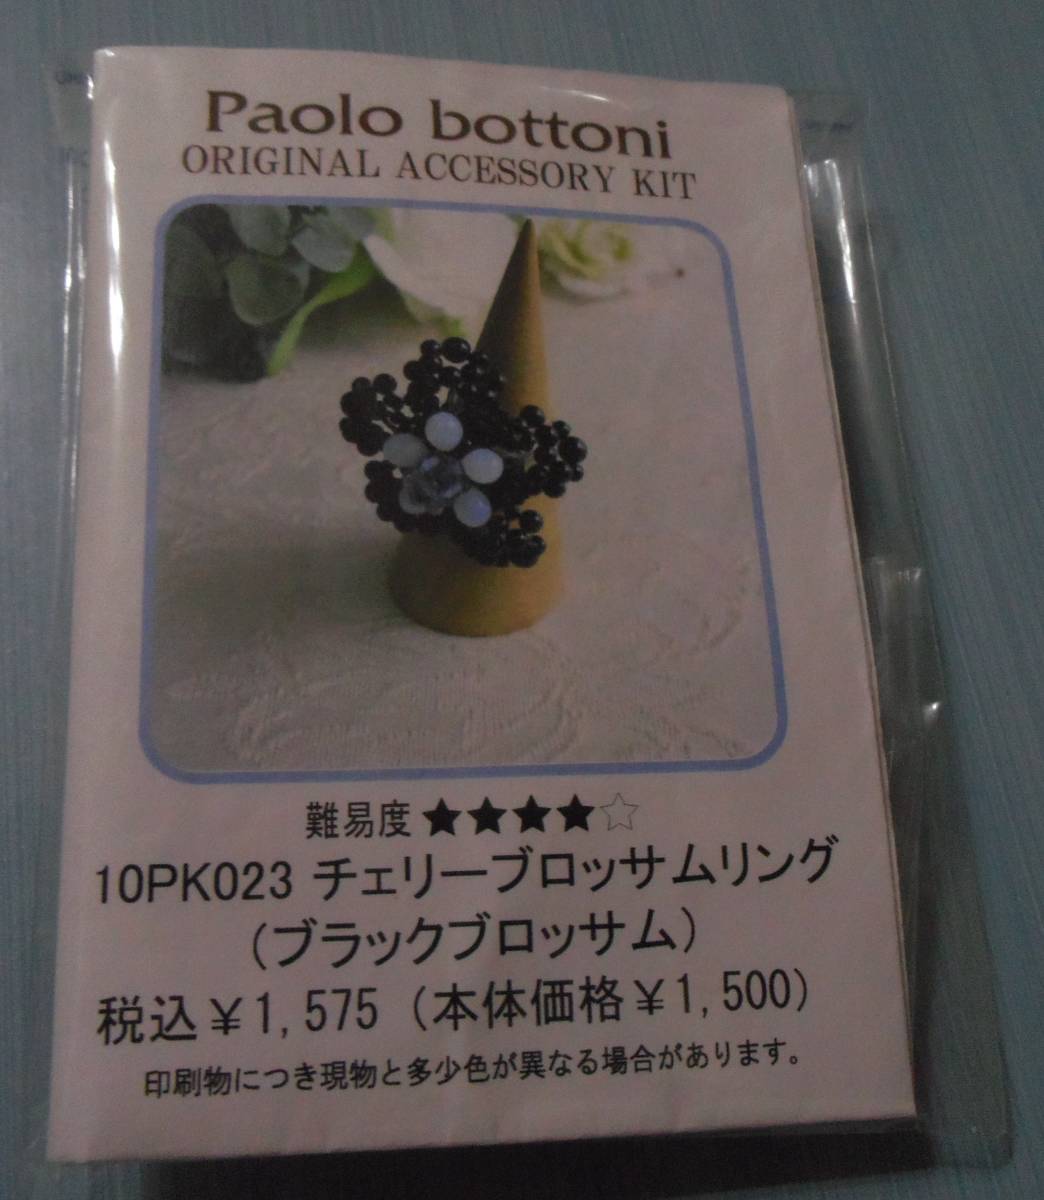 Paolo bottoni
ORIGINAL ACCESSORY KIT
難易度★★★★☆
10PK023 チェリーブロッサムリング
(ブラックブロッサム)
税込¥1,575 (本体価格¥1,500)
印刷物につき現物と多少色が異なる場合があります。